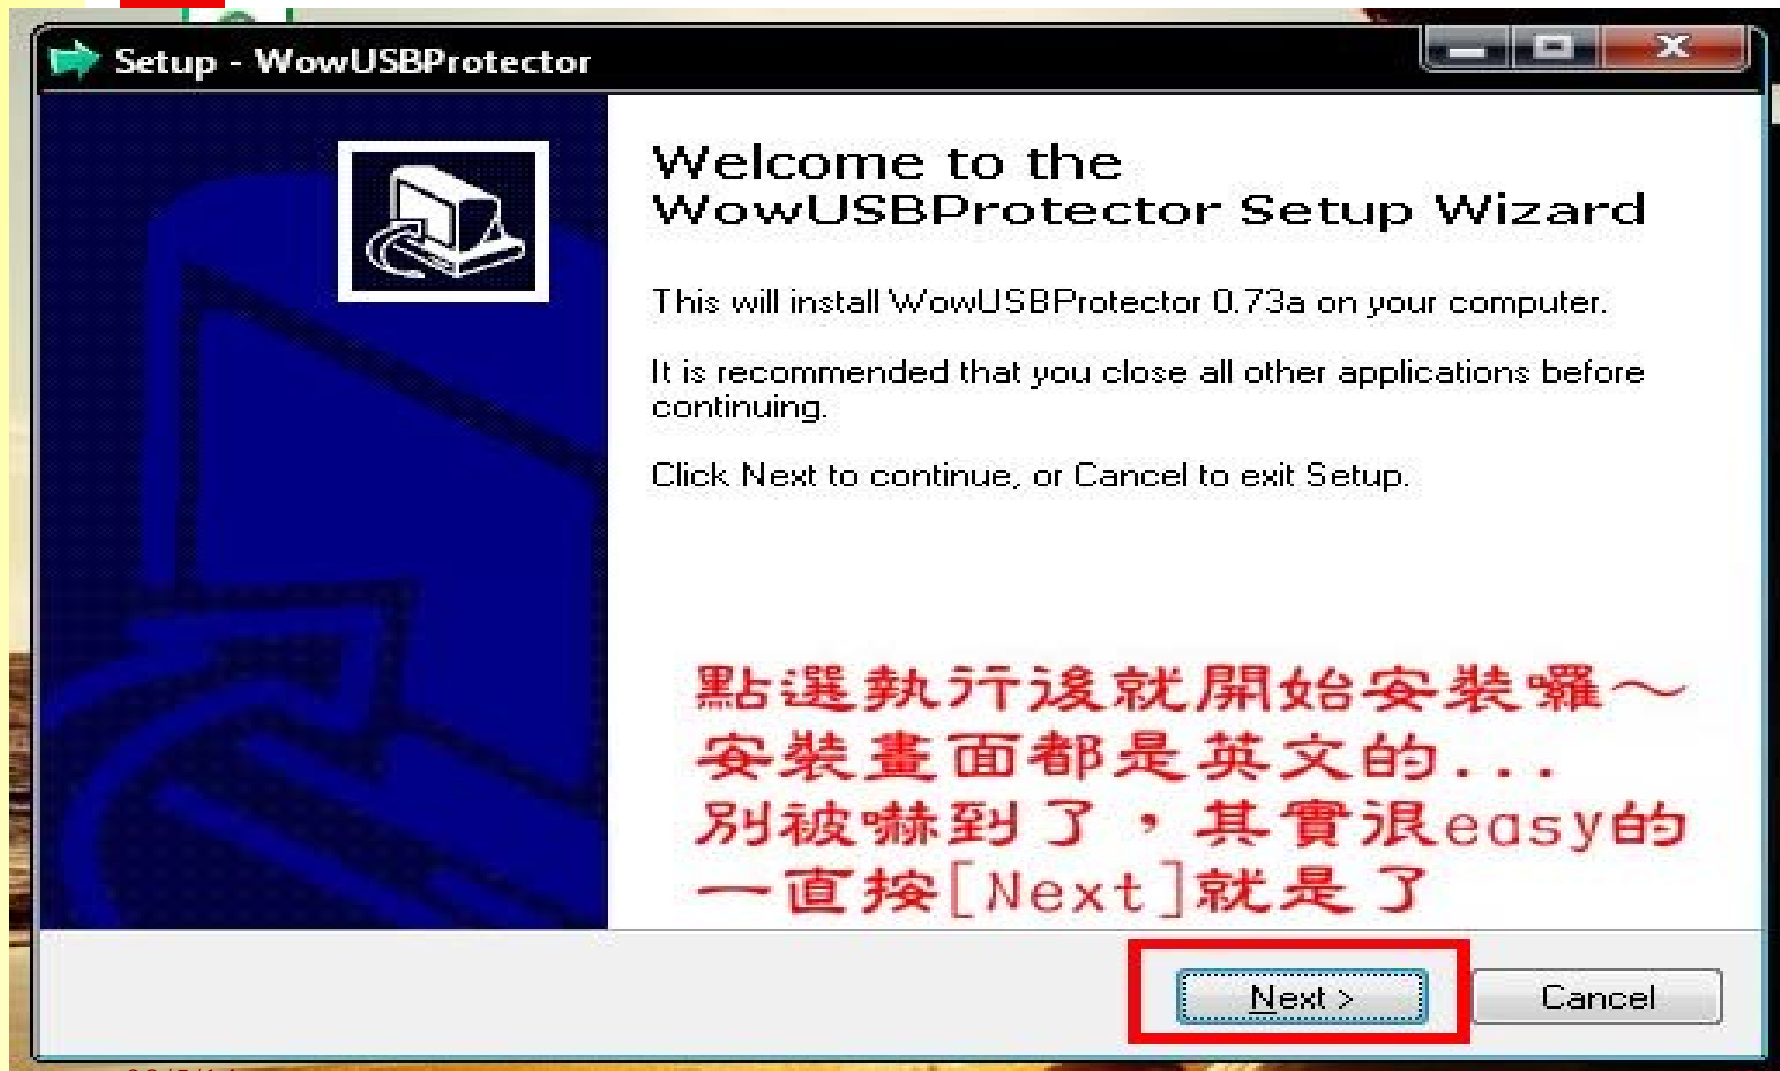 Setup - WowUSBProtector
Welcome to the
WowUSBProtector Setup Wizard
This will install WowUSBProtector 0.73a on your computer.
It is recommended that you close all other applications before
continuing.
Click Next to continue, or Cancel to exit Setup.
點選執行後就開始安裝囉～
安裝畫面都是英文的...
別被嚇到了，其實很easy的
一直按[Next]就是了
Next >
Cancel